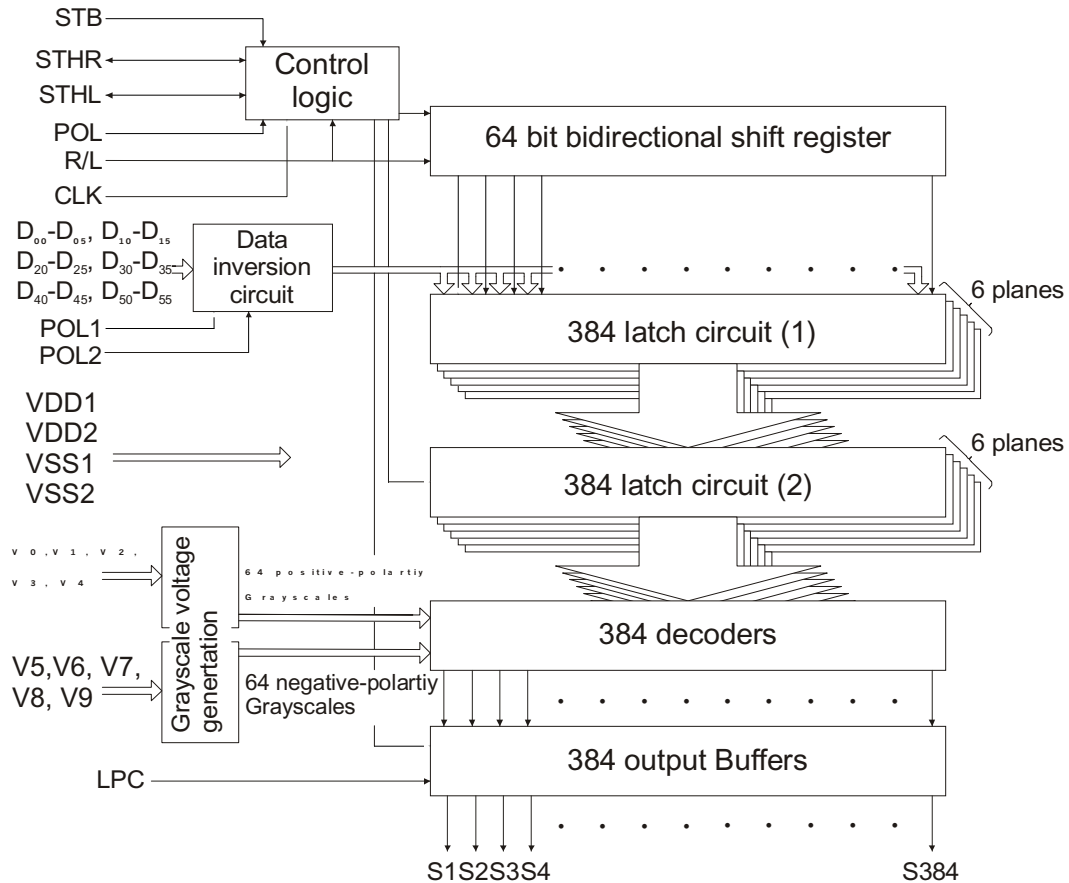 STB
STHR
STHL
POL
R/L
CLK
Control
logic
64 bit bidirectional shift register
D00-D05, D10-D15
D20-D25, D30-D35
D40-D45, D50-D55
Data
inversion
circuit
POL1
POL2
6 planes
384 latch circuit (1)
VDD1
VDD2
VSS1
VSS2
6 planes
384 latch circuit (2)
V0,V1, V2,
V3, V4
V5,V6, V7,
V8, V9
Grayscale voltage
genertation
64 positive-polartiy
Grayscales
64 negative-polartiy
Grayscales
384 decoders
LPC
384 output Buffers
S1S2S3S4
S384